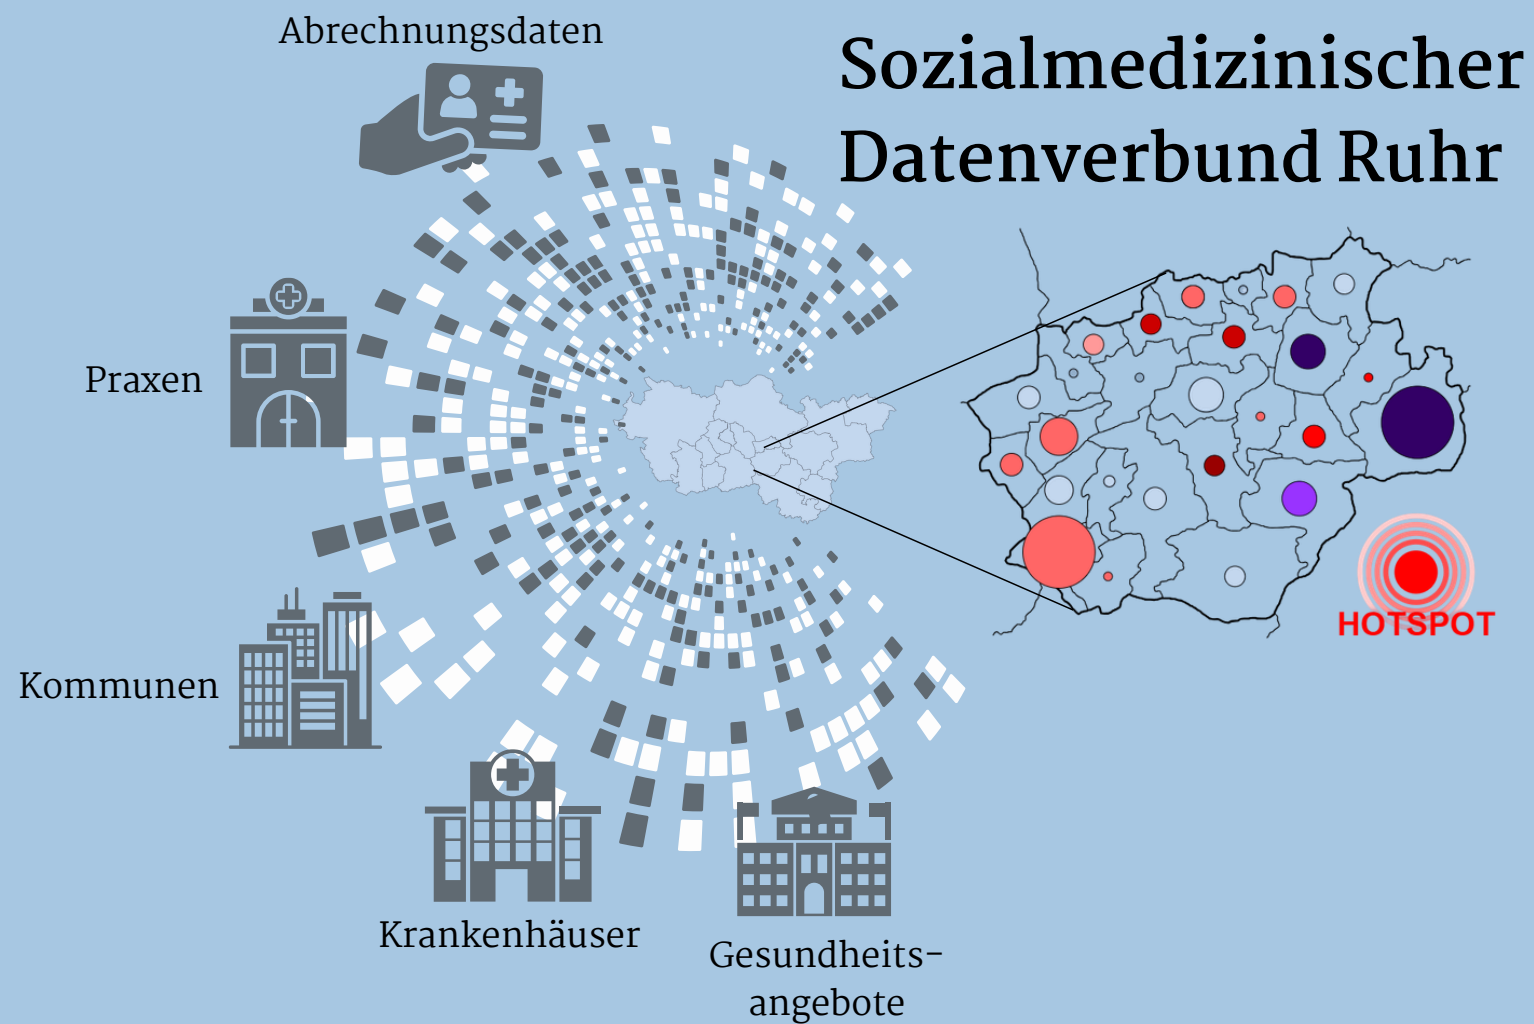 Abrechnungsdaten
Sozialmedizinischer
Datenverbund Ruhr
Praxen
HOTSPOT
Kommunen
Krankenhäuser
Gesundheits-
angebote